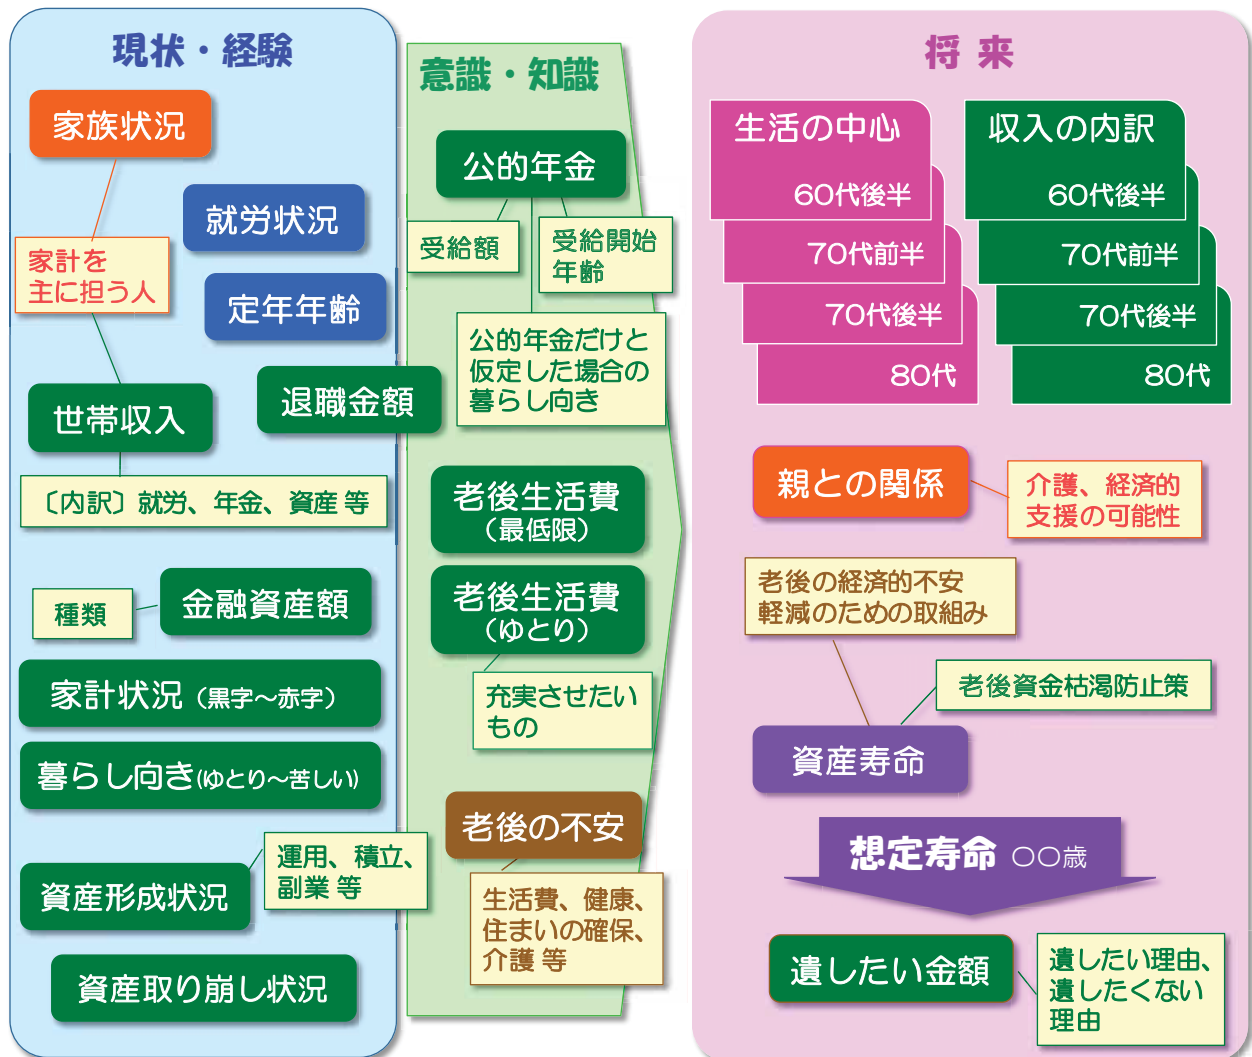 現状・経験
家族状況
就労状況
家計を
主に担う人
定年年齢
退職金額
世帯収入
〔内訳〕就労、年金、資産 等
金融資産額
種類
家計状況（黒字～赤字）
暮らし向き(ゆとり～苦しい)
運用、積立、
副業 等
資産形成状況
資産取り崩し状況
意識・知識
公的年金
受給額
受給開始
年齢
公的年金だけと
仮定した場合の
暮らし向き
老後生活費
（最低限）
老後生活費
（ゆとり）
充実させたい
もの
老後の不安
生活費、健康、
住まいの確保、
介護 等
将 来
生活の中心
60代後半
70代前半
70代後半
80代
収入の内訳
60代後半
70代前半
70代後半
80代
親との関係
介護、経済的
支援の可能性
老後の経済的不安
軽減のための取組み
老後資金枯渇防止策
資産寿命
想定寿命 〇〇歳
遺したい金額
遺したい理由、
遺したくない
理由